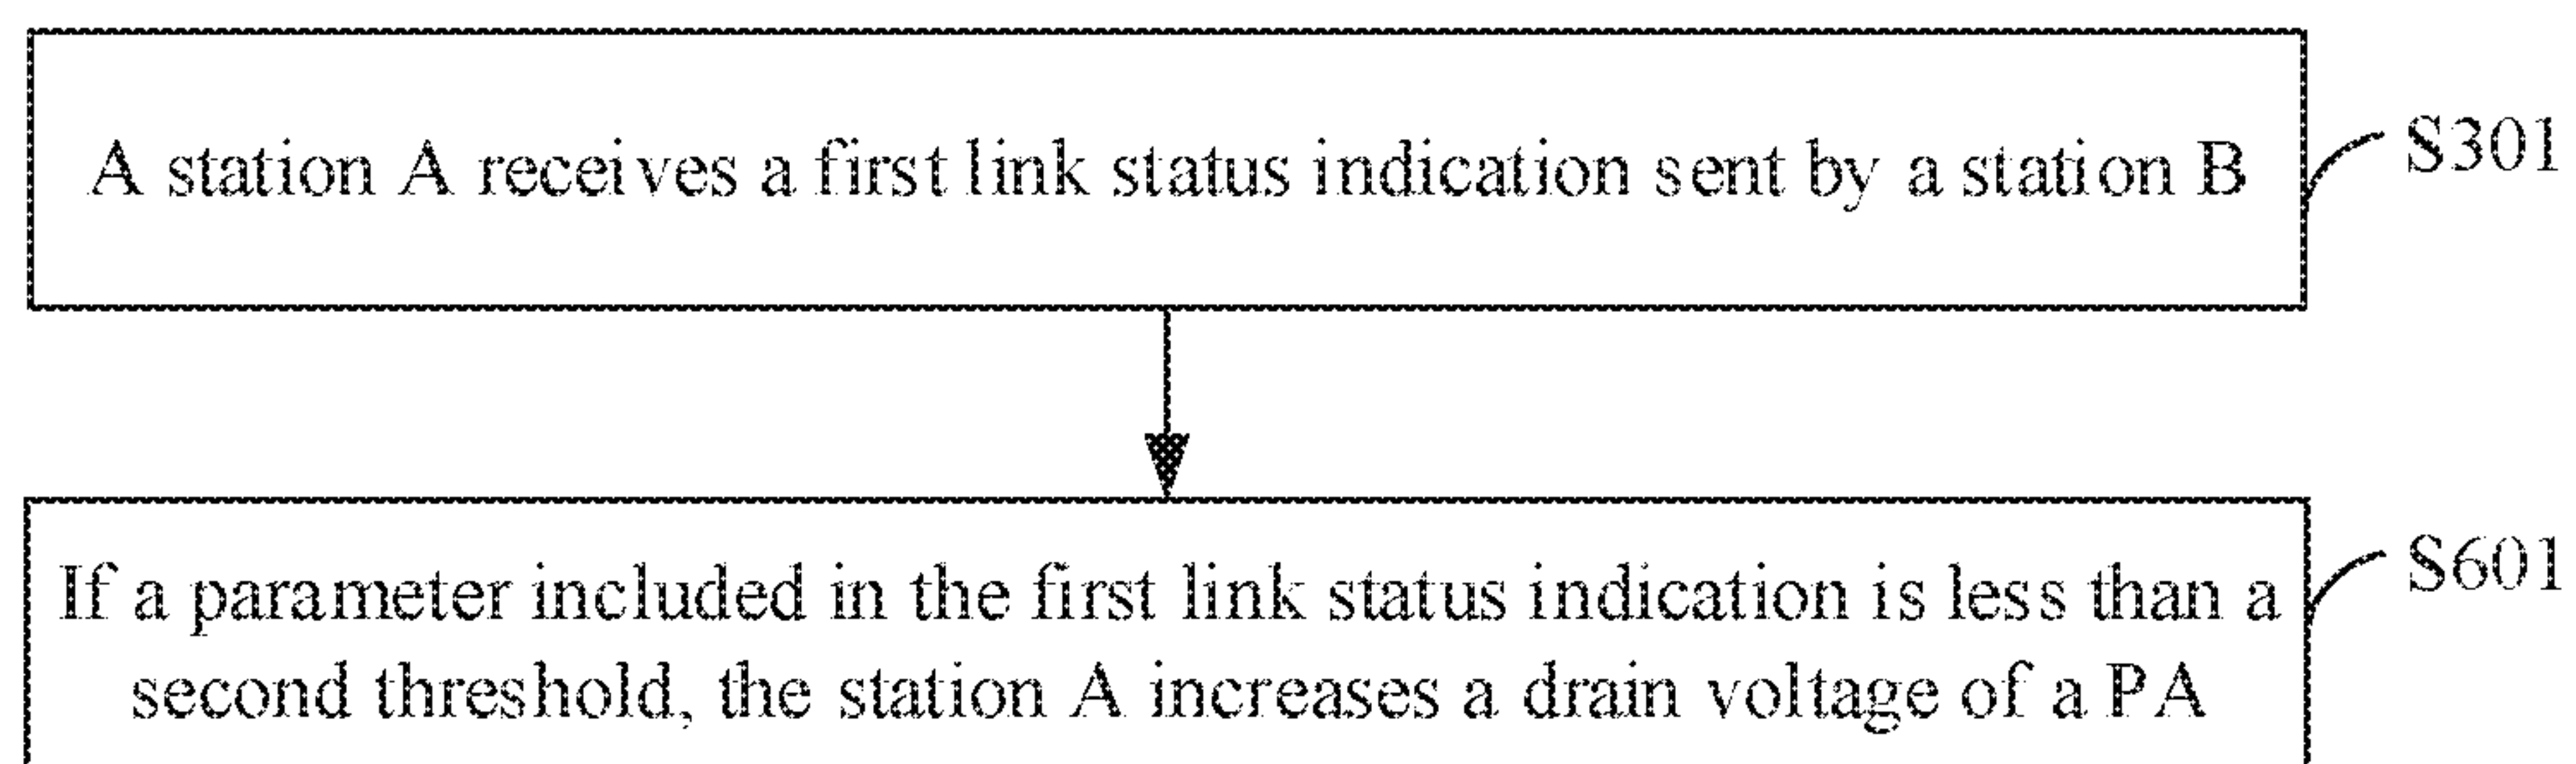 A station A receives a first link status indication sent by a station B
S301
If a parameter included in the first link status indication is less than a
second threshold, the station A increases a drain voltage of a PA
S601